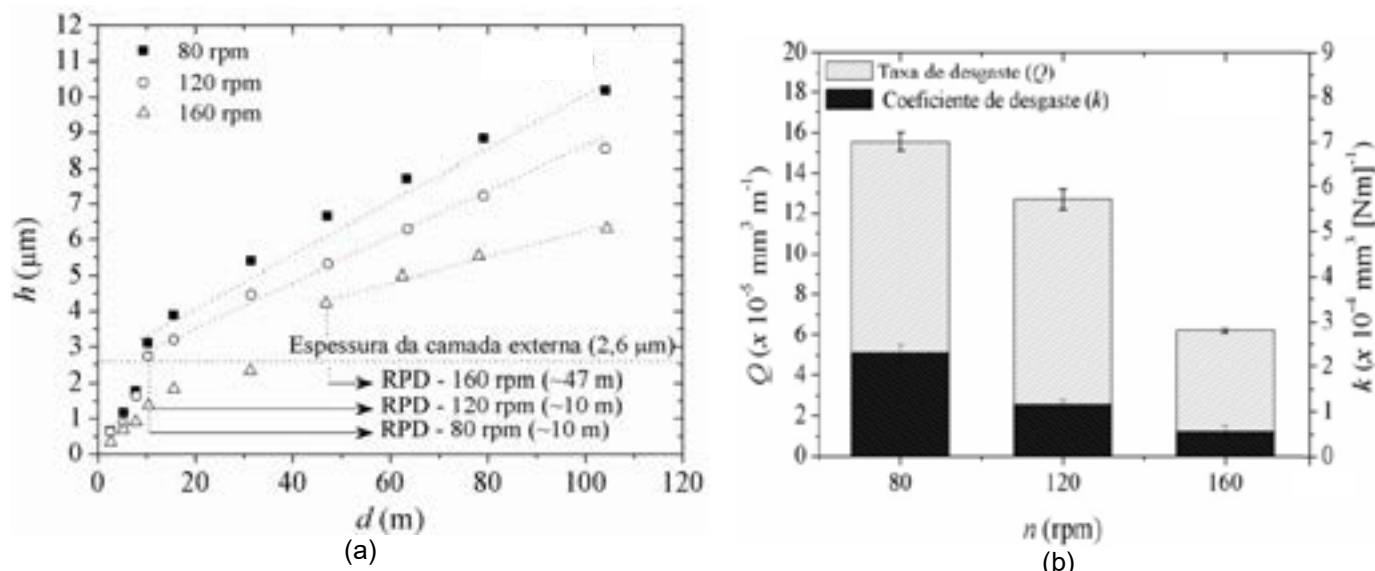 12
11
10
9
8
7
6
5
4
3
2
1
0
h (μm)
80 rpm
120 rpm
160 rpm
Espessura da camada externa (2,6 μm)
RPD - 160 rpm (~47 m)
RPD - 120 rpm (~10 m)
RPD - 80 rpm (~10 m)
0 20 40 60 80 100 120
d (m)
(a)
20
18
16
14
12
10
8
6
4
2
0
Q (x 10⁻⁵ mm³ m⁻¹)
Taxa de desgaste (Q)
Coeficiente de desgaste (k)
9
8
7
6
5
4
3
2
1
0
k (x 10⁻⁴ mm³ [Nm]⁻¹)
80 120 160
n (rpm)
(b)